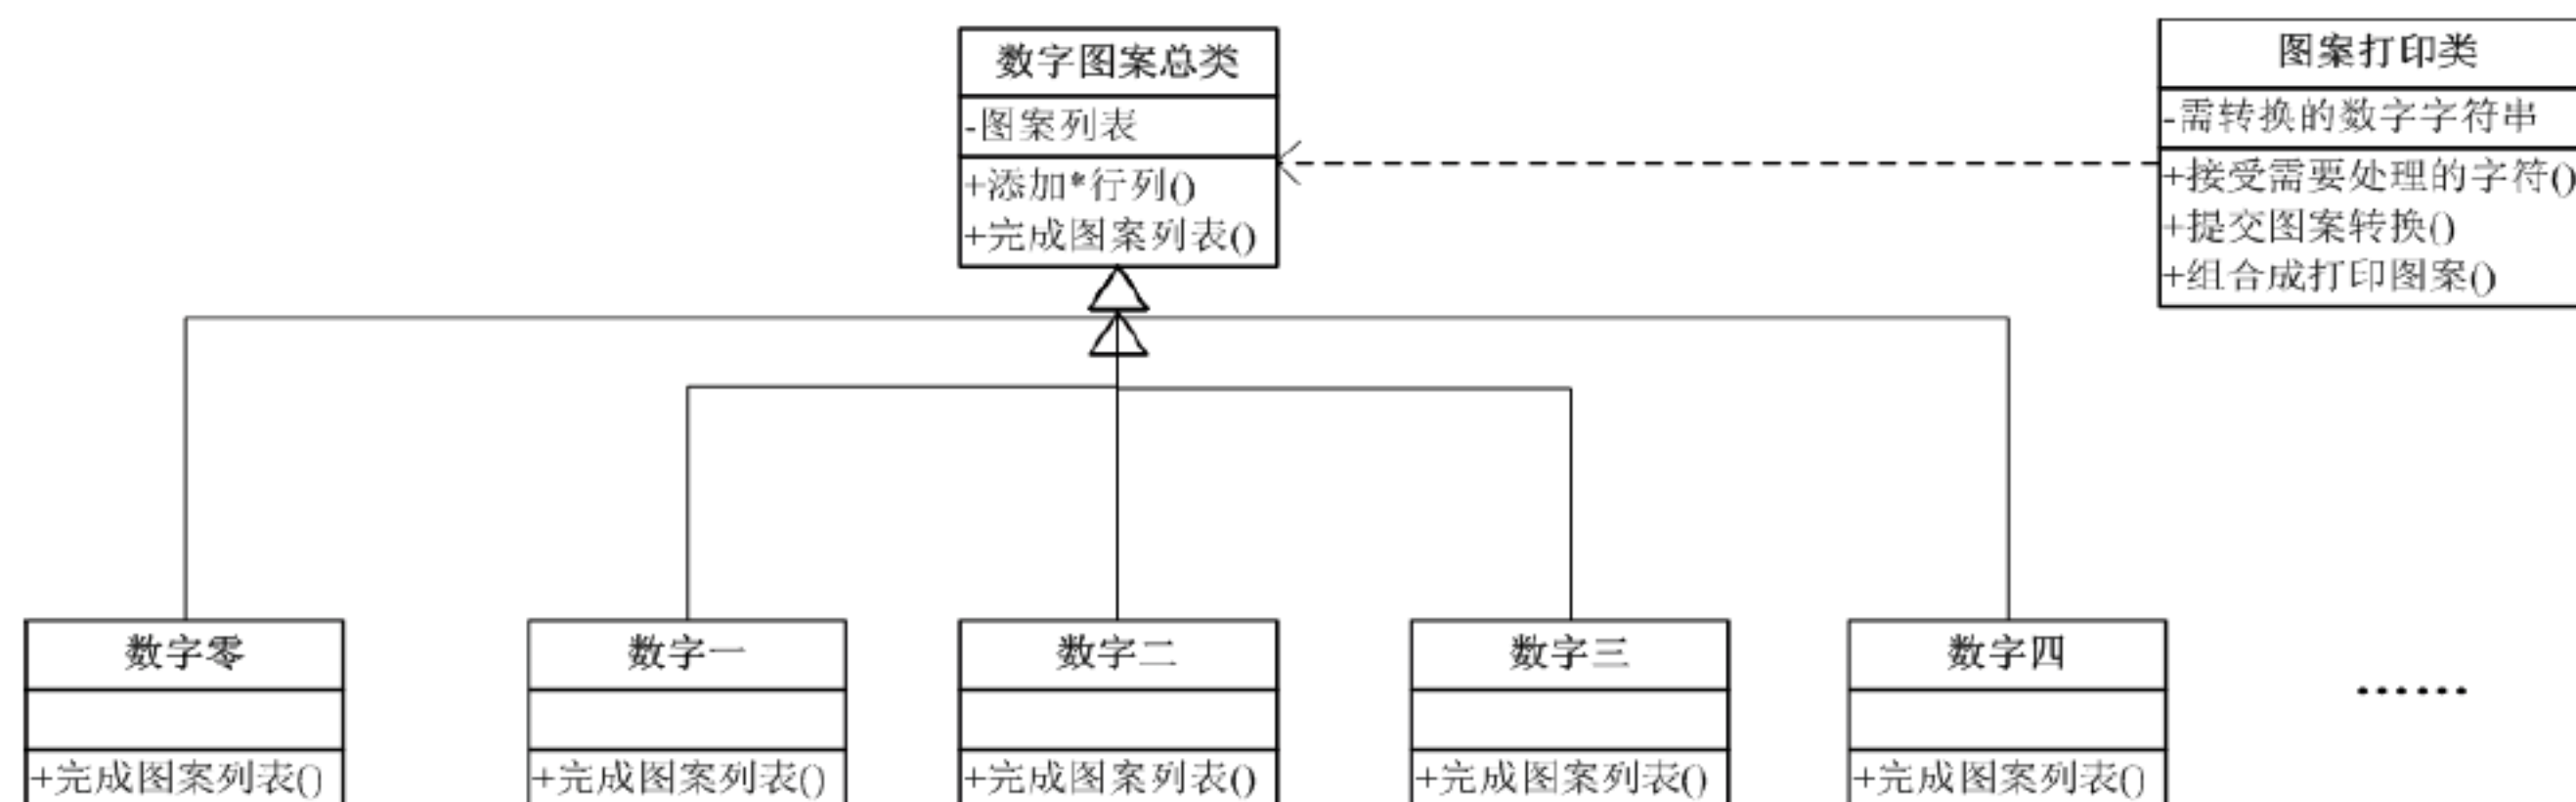 数字图案总类
-图案列表
+添加*行列()
+完成图案列表()
图案打印类
-需转换的数字字符串
+接受需要处理的字符()
+提交图案转换()
+组合成打印图案()
数字零
+完成图案列表()
数字一
+完成图案列表()
数字二
+完成图案列表()
数字三
+完成图案列表()
数字四
+完成图案列表()
……